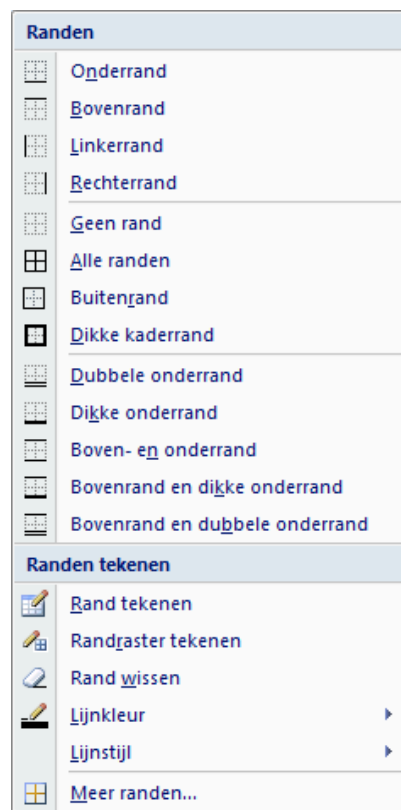 Randen
Onderrand
Bovenrand
Linkerrand
Rechterrand
Geen rand
Alle randen
Buitenrand
Dikke kaderrand
Dubbele onderrand
Dikke onderrand
Boven- en onderrand
Bovenrand en dikke onderrand
Bovenrand en dubbele onderrand
Randen tekenen
Rand tekenen
Randraster tekenen
Rand wissen
Lijnkleur
Lijnstijl
Meer randen...